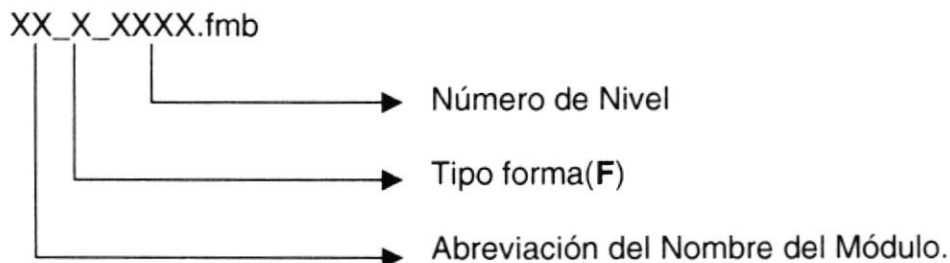 XX_X_XXXX.fmb
Número de Nivel
Tipo forma(F)
Abreviación del Nombre del Módulo.